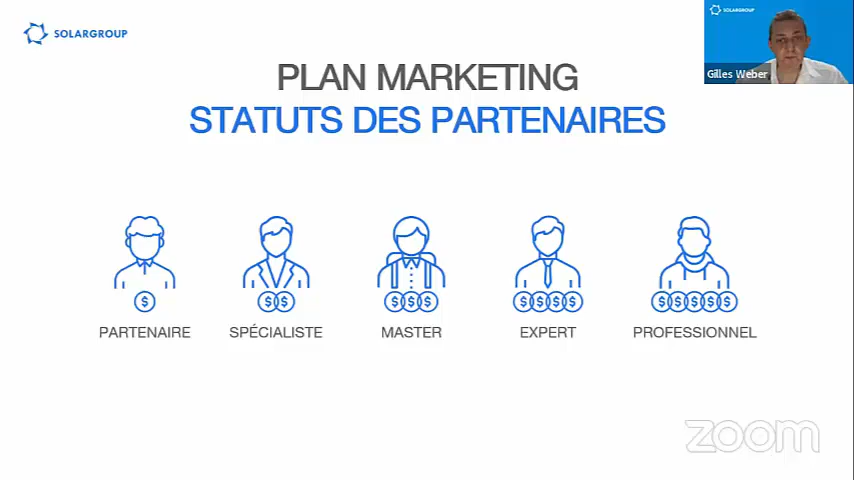 SOLARGROUP
SOLARGROUP
Gilles Weber
PLAN MARKETING
STATUTS DES PARTENAIRES
$
$ $
$ $ $
$ $ $ $
$ $ $ $ $
PARTENAIRE
SPÉCIALISTE
MASTER
EXPERT
PROFESSIONNEL
zoom